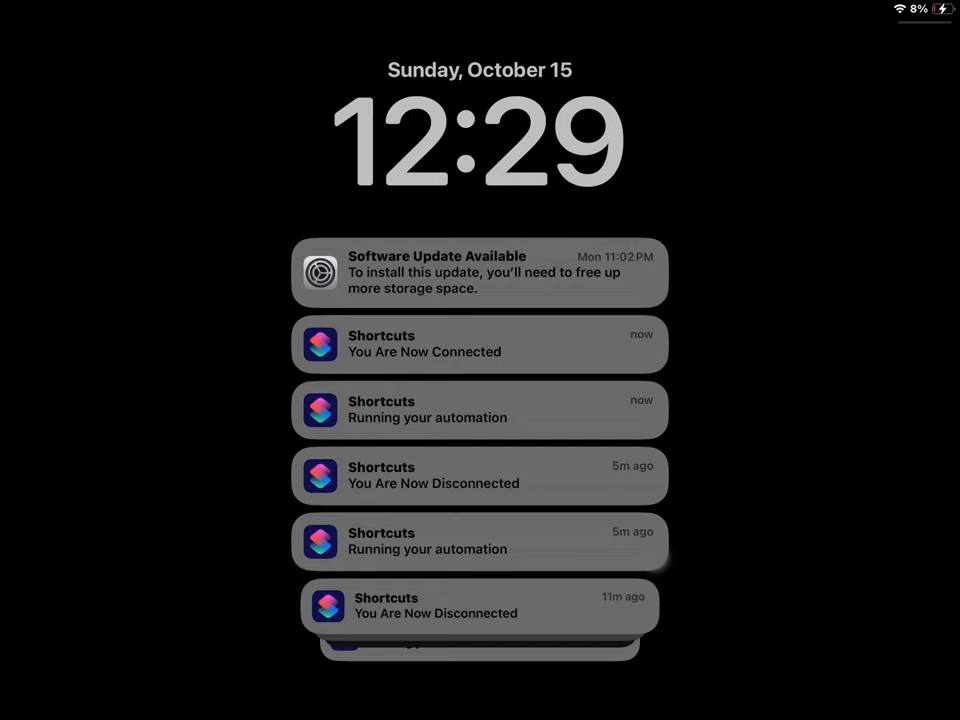 8%
Sunday, October 15
12:29
Software Update Available
Mon 11:02 PM
To install this update, you'll need to free up
more storage space.
Shortcuts
now
You Are Now Connected
Shortcuts
now
Running your automation
Shortcuts
5m ago
You Are Now Disconnected
Shortcuts
5m ago
Running your automation
Shortcuts
11m ago
You Are Now Disconnected